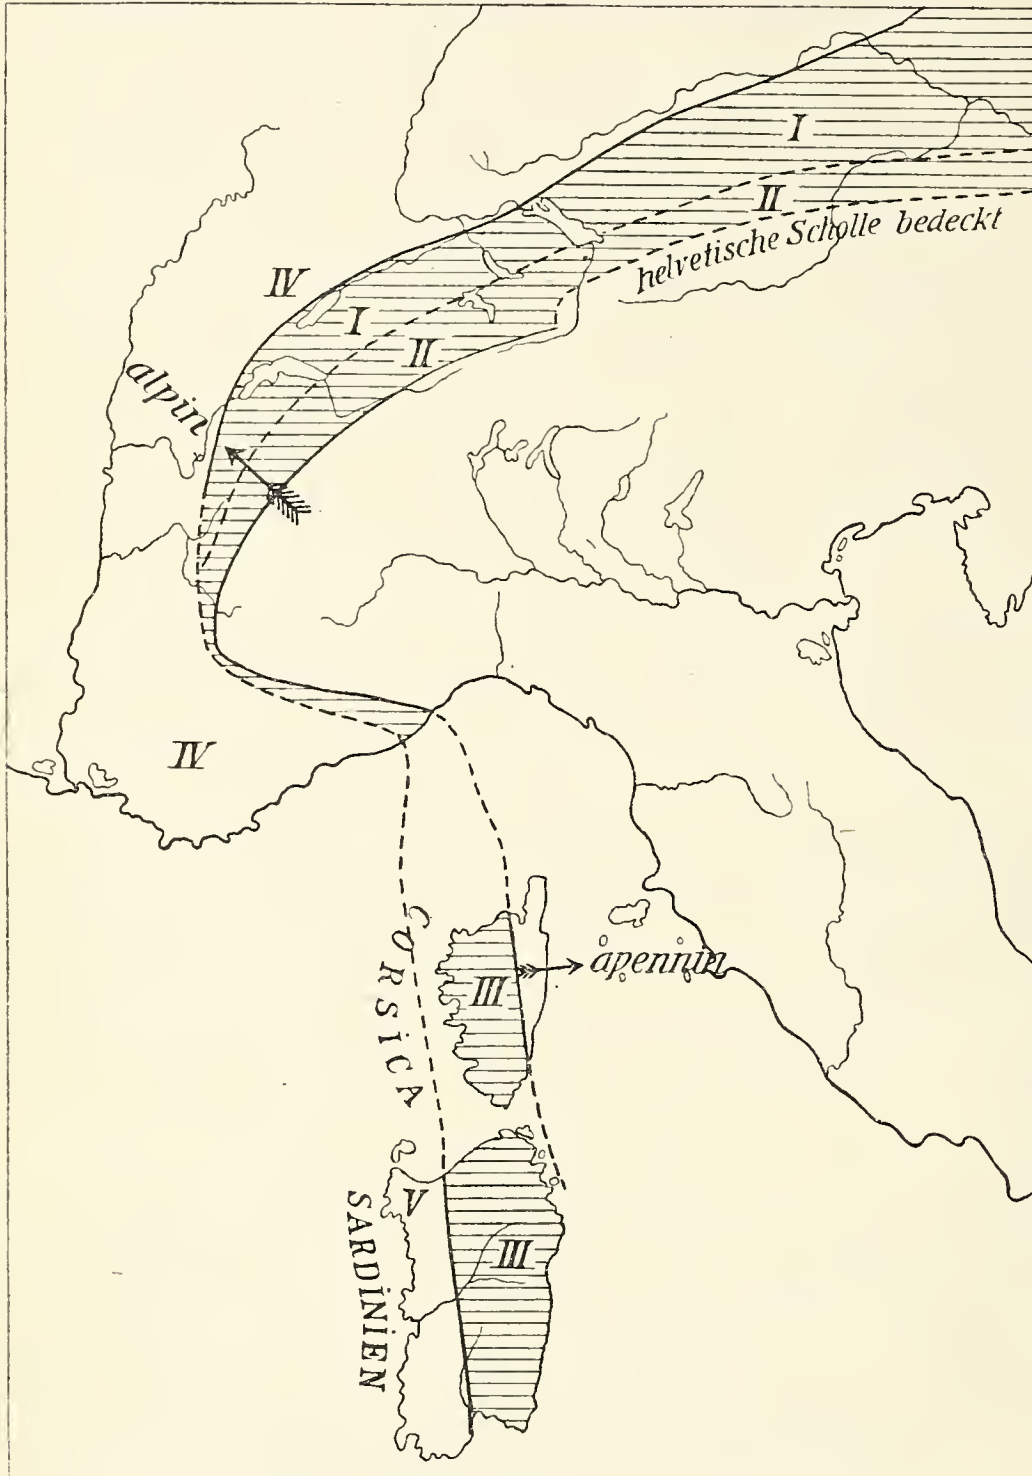 I
II
helvetische Scholle bedeckt
IV
I
II
alpin
IV
CORSICA
III
apennin
V
SARDINIEN
III